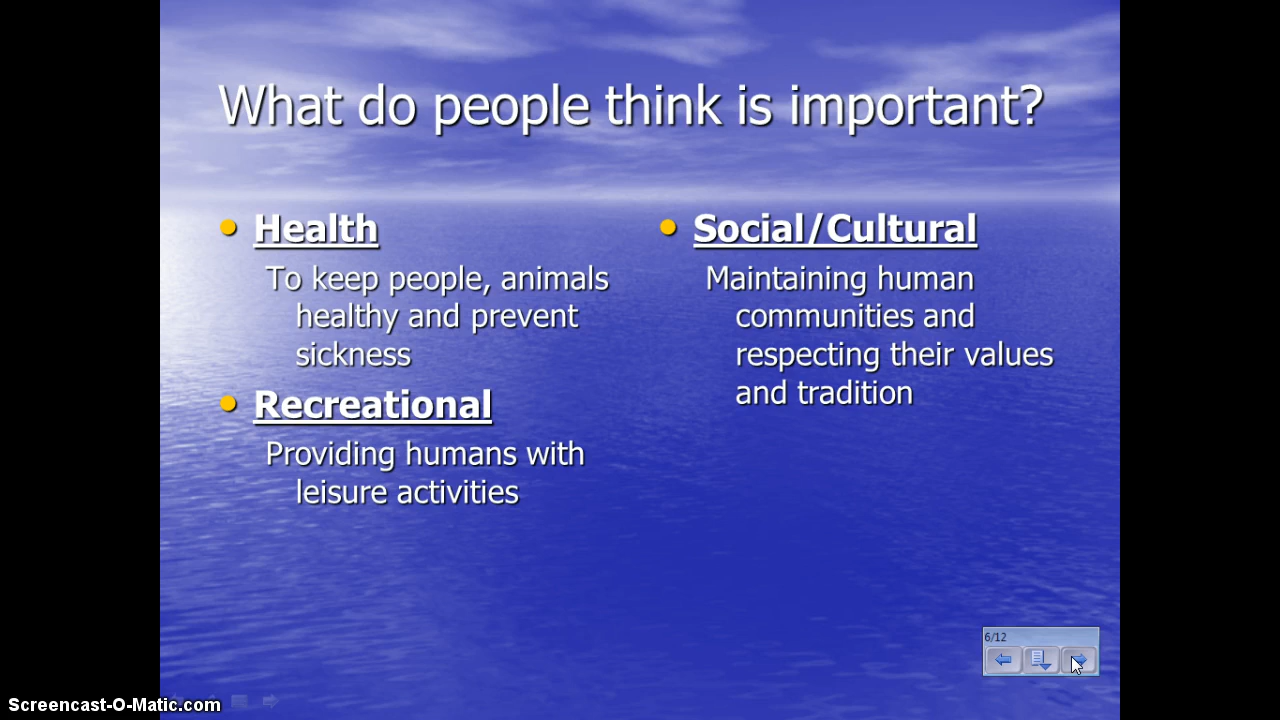 What do people think is important?
Health
To keep people, animals
healthy and prevent
sickness
Recreational
Providing humans with
leisure activities
Social/Cultural
Maintaining human
communities and
respecting their values
and tradition
6/12
Screencast-O-Matic.com